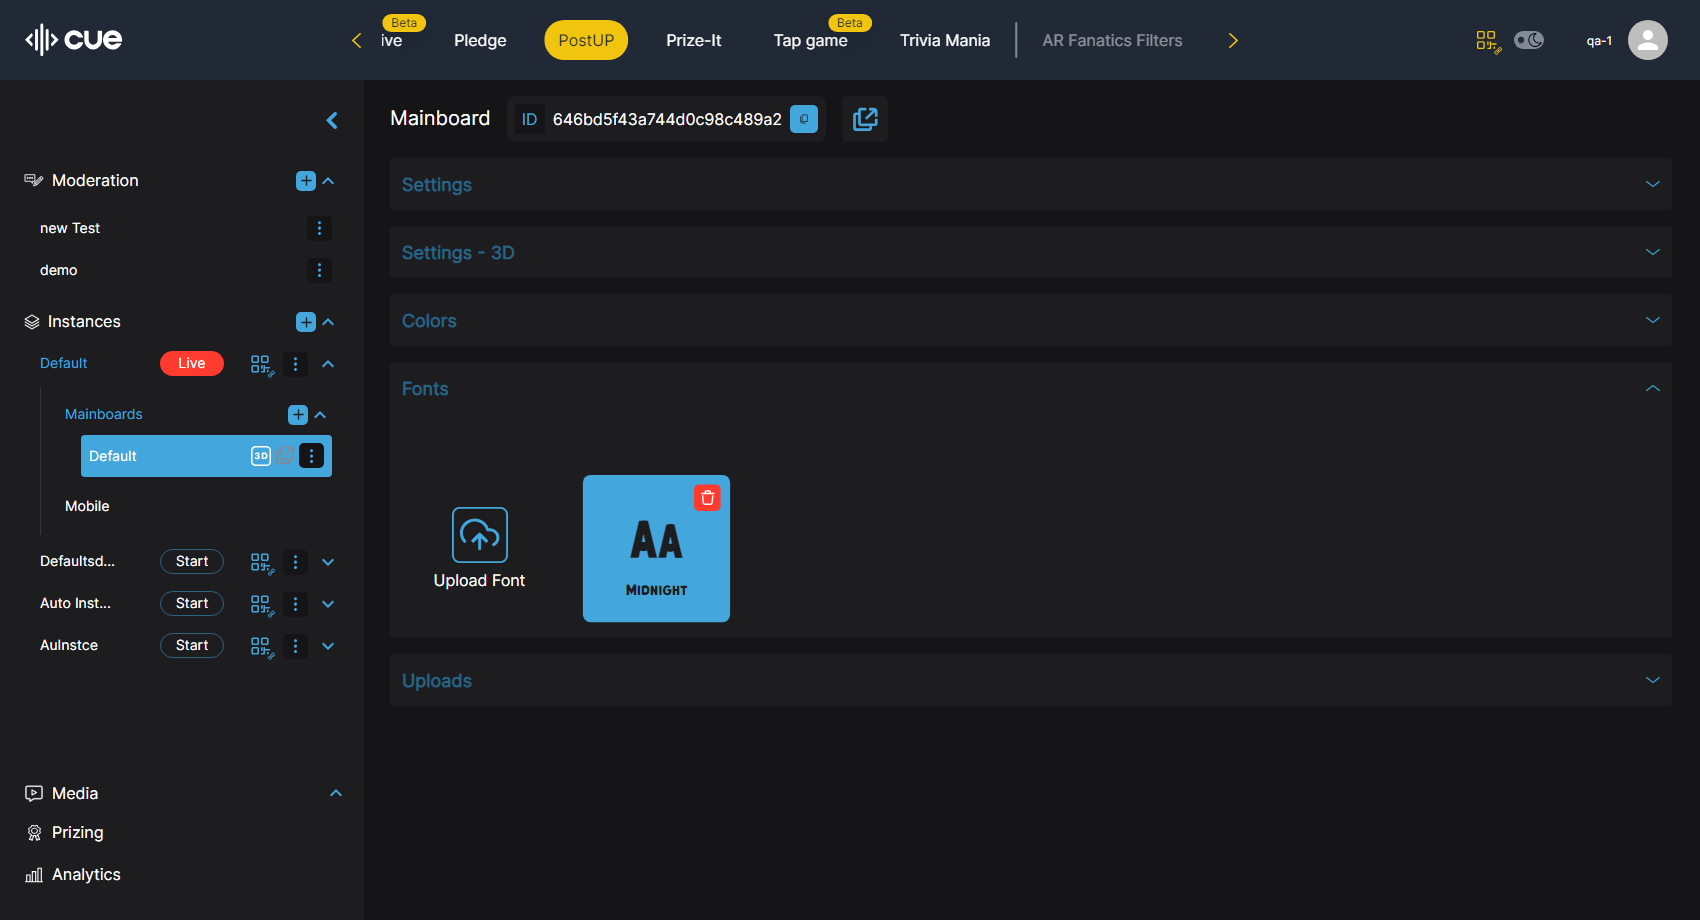 cue
ive
Beta
Pledge
PostUP
Prize-It
Tap game
Beta
Trivia Mania
AR Fanatics Filters
qa-1
Moderation
new Test
demo
Instances
Default
Live
Mainboards
Default
3D
Mobile
Defaultsd...
Start
Auto Inst...
Start
AuInstce
Start
Media
Prizing
Analytics
Mainboard
ID
646bd5f43a744d0c98c489a2
Settings
Settings - 3D
Colors
Fonts
Upload Font
AA
MIDNIGHT
Uploads